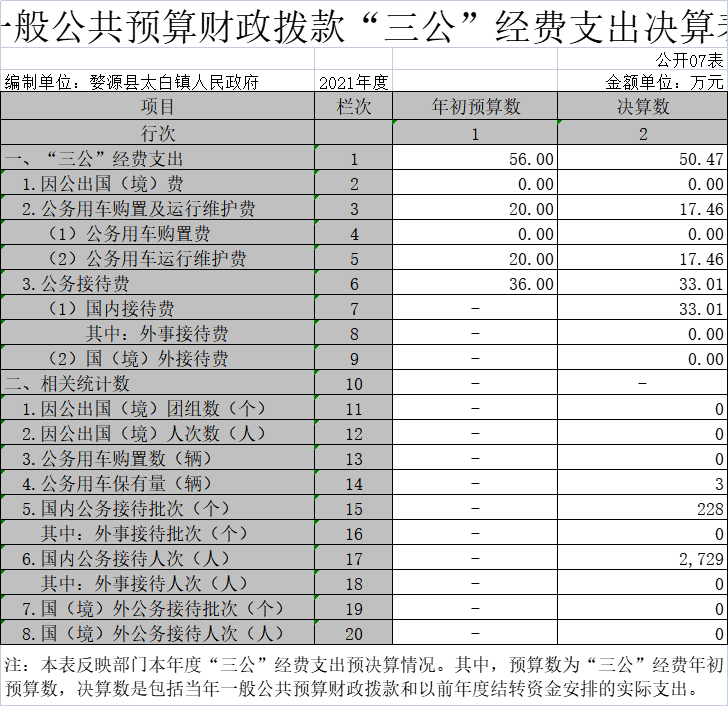 一般公共预算财政拨款“三公”经费支出决算表
公开07表
编制单位：婺源县太白镇人民政府 2021年度 金额单位：万元
项目 栏次 年初预算数 决算数
行次 1 2
一、“三公”经费支出 1 56.00 50.47
1.因公出国（境）费 2 0.00 0.00
2.公务用车购置及运行维护费 3 20.00 17.46
（1）公务用车购置费 4 0.00 0.00
（2）公务用车运行维护费 5 20.00 17.46
3.公务接待费 6 36.00 33.01
（1）国内接待费 7 － 33.01
其中：外事接待费 8 － 0.00
（2）国（境）外接待费 9 － 0.00
二、相关统计数 10 － －
1.因公出国（境）团组数（个） 11 － 0
2.因公出国（境）人次数（人） 12 － 0
3.公务用车购置数（辆） 13 － 0
4.公务用车保有量（辆） 14 － 3
5.国内公务接待批次（个） 15 － 228
其中：外事接待批次（个） 16 － 0
6.国内公务接待人次（人） 17 － 2,729
其中：外事接待人次（人） 18 － 0
7.国（境）外公务接待批次（个） 19 － 0
8.国（境）外公务接待人次（人） 20 － 0
注：本表反映部门本年度“三公”经费支出预决算情况。其中，预算数为“三公”经费年初
预算数，决算数是包括当年一般公共预算财政拨款和以前年度结转资金安排的实际支出。